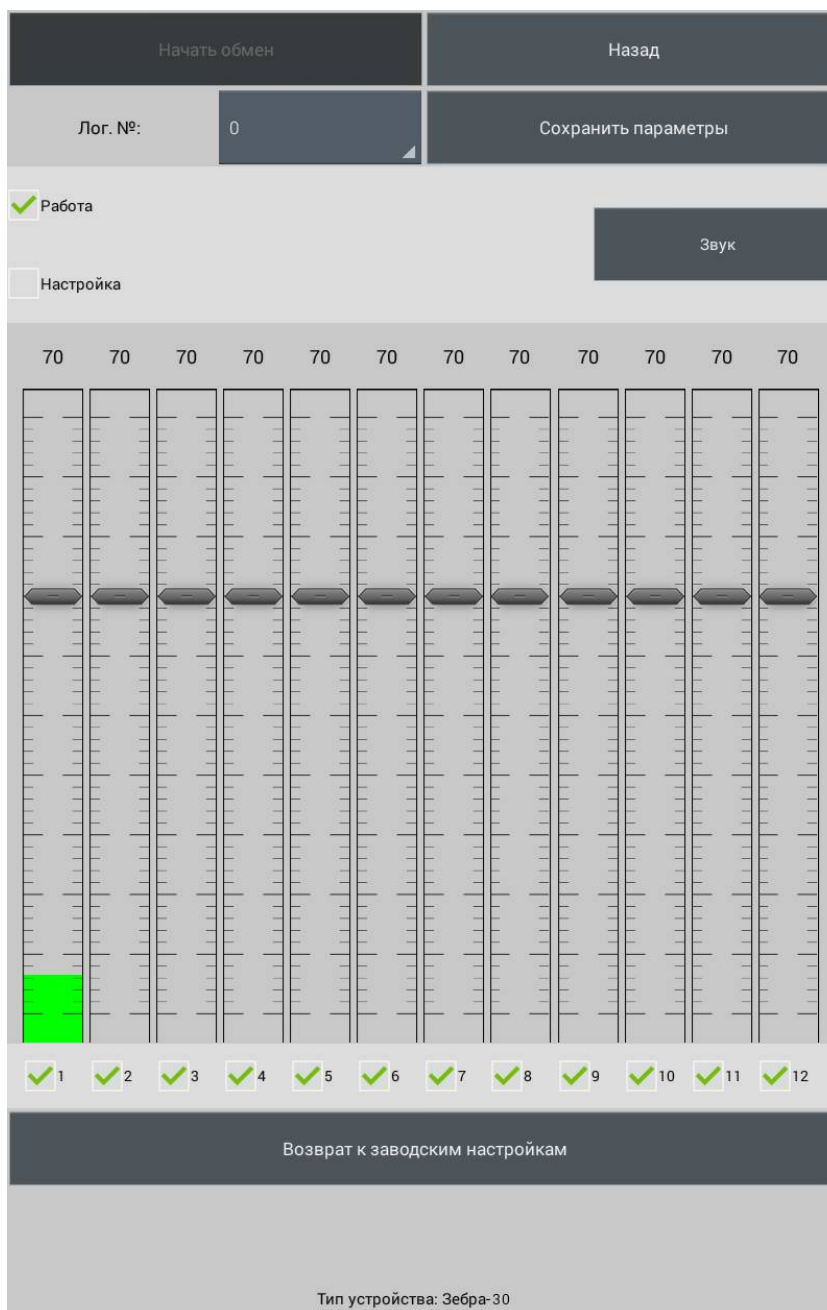 Начать обмен Назад
Лог. №: 0 Сохранить параметры
Работа
Звук
Настройка
70 70 70 70 70 70 70 70 70 70 70 70
1 2 3 4 5 6 7 8 9 10 11 12
Возврат к заводским настройкам
Тип устройства: Зебра-30